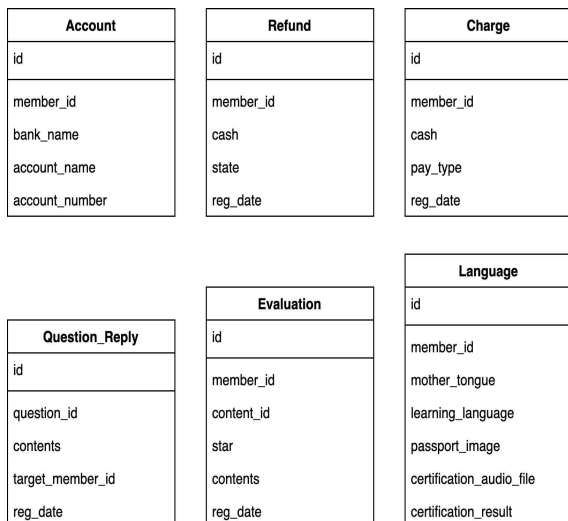 Account
id
member_id
bank_name
account_name
account_number
Refund
id
member_id
cash
state
reg_date
Charge
id
member_id
cash
pay_type
reg_date
Question_Reply
id
question_id
contents
target_member_id
reg_date
Evaluation
id
member_id
content_id
star
contents
reg_date
Language
id
member_id
mother_tongue
learning_language
passport_image
certification_audio_file
certification_result